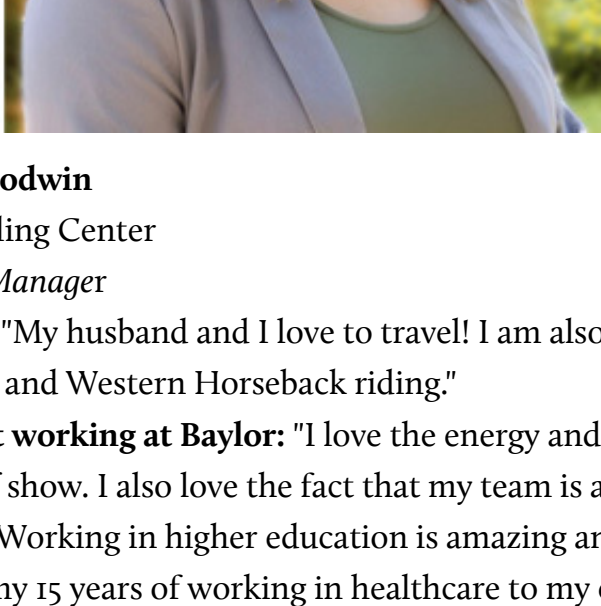 odwin
ling Center
Manager
"My husband and I love to travel! I am also
and Western Horseback riding."
working at Baylor: "I love the energy and
show. I also love the fact that my team is a
Working in higher education is amazing an
15 years of working in healthcare to my